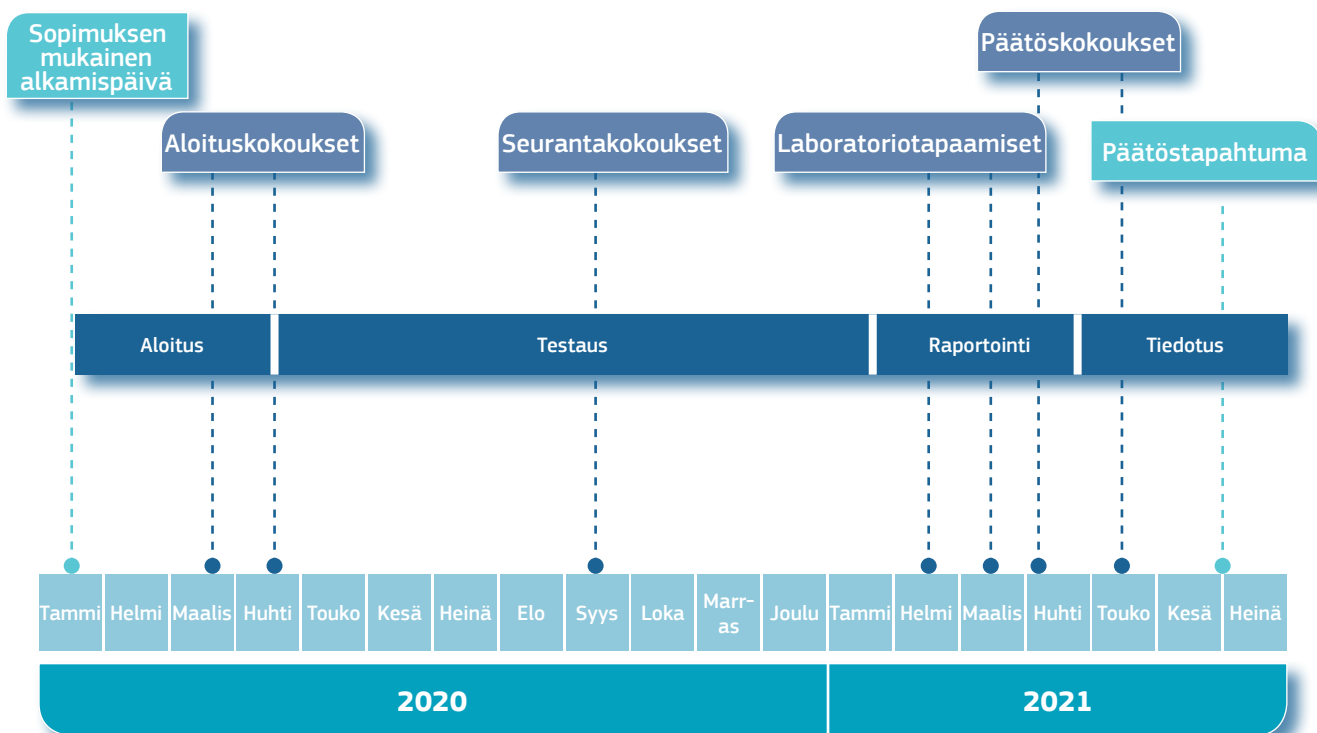 Sopimuksen
mukainen
alkamispäivä
Päätöskokoukset
Aloituskokoukset
Seurantakokoukset
Laboratoriotapaamiset
Päätöstapahtuma
Aloitus
Testaus
Raportointi
Tiedotus
Tammi Helmi Maalis Huhti Touko Kesä Heinä Elo Syys Loka Marr-
as
Joulu Tammi Helmi Maalis Huhti Touko Kesä Heinä
2020
2021